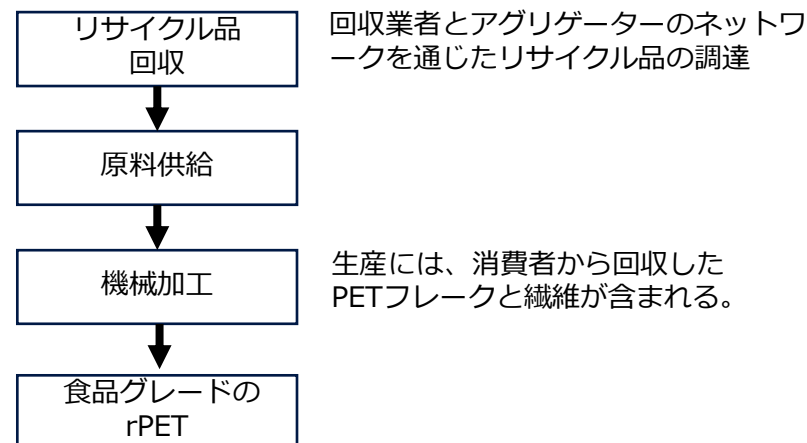 リサイクル品
回収
回収業者とアグリゲーターのネットワ
ークを通じたリサイクル品の調達
原料供給
機械加工
生産には、消費者から回収した
PETフレークと繊維が含まれる。
食品グレードの
rPET